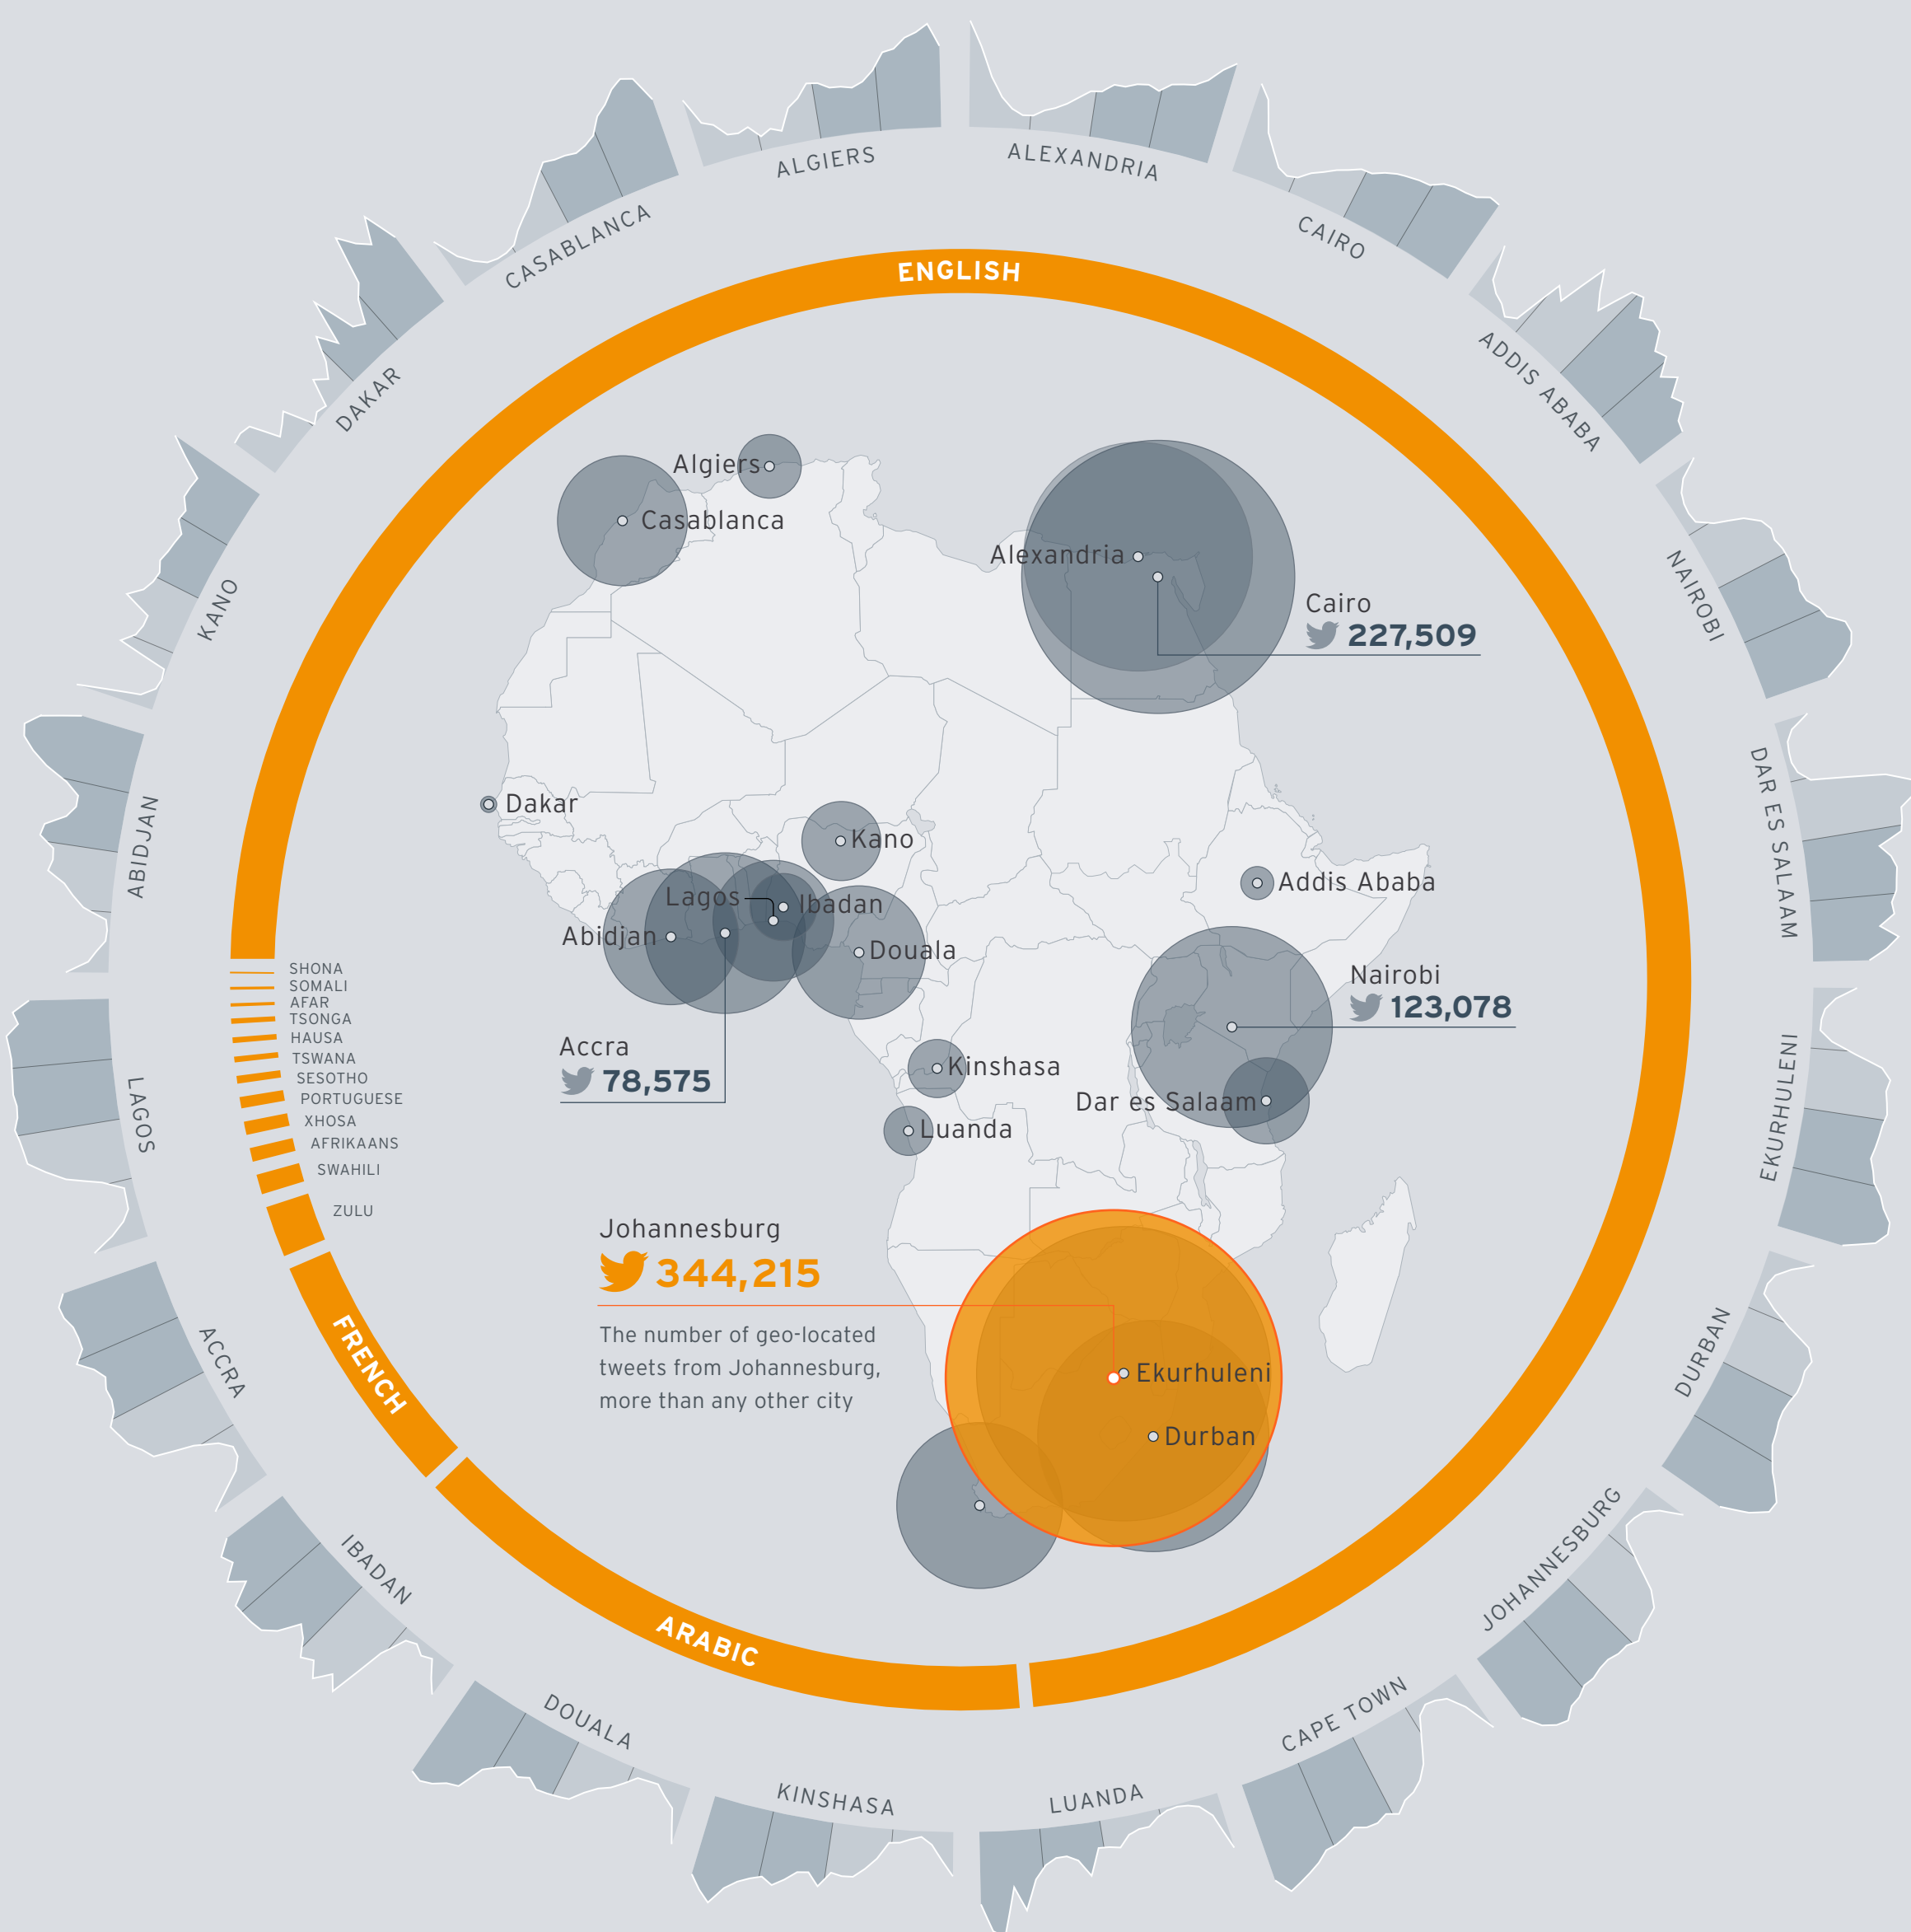 ALGIERS
ALEXANDRIA
CASABLANCA
CAIRO
DAKAR
ADDIS ABABA
KANO
NAIROBI
ABIDJAN
DAR ES SALAAM
LAGOS
EKURHULENI
ACCRA
DURBAN
IBADAN
JOHANNESBURG
DOUALA
CAPE TOWN
KINSHASA
LUANDA
ENGLISH
SHONA
SOMALI
AFAR
TSONGA
HAUSA
TSWANA
SESOTHO
PORTUGUESE
XHOSA
AFRIKAANS
SWAHILI
ZULU
FRENCH
ARABIC
Algiers
Casablanca
Alexandria
Cairo
227,509
Dakar
Kano
Addis Ababa
Lagos
Ibadan
Abidjan
Douala
Nairobi
123,078
Accra
78,575
Kinshasa
Dar es Salaam
Luanda
Johannesburg
344,215
The number of geo-located
tweets from Johannesburg,
more than any other city
Ekurhuleni
Durban